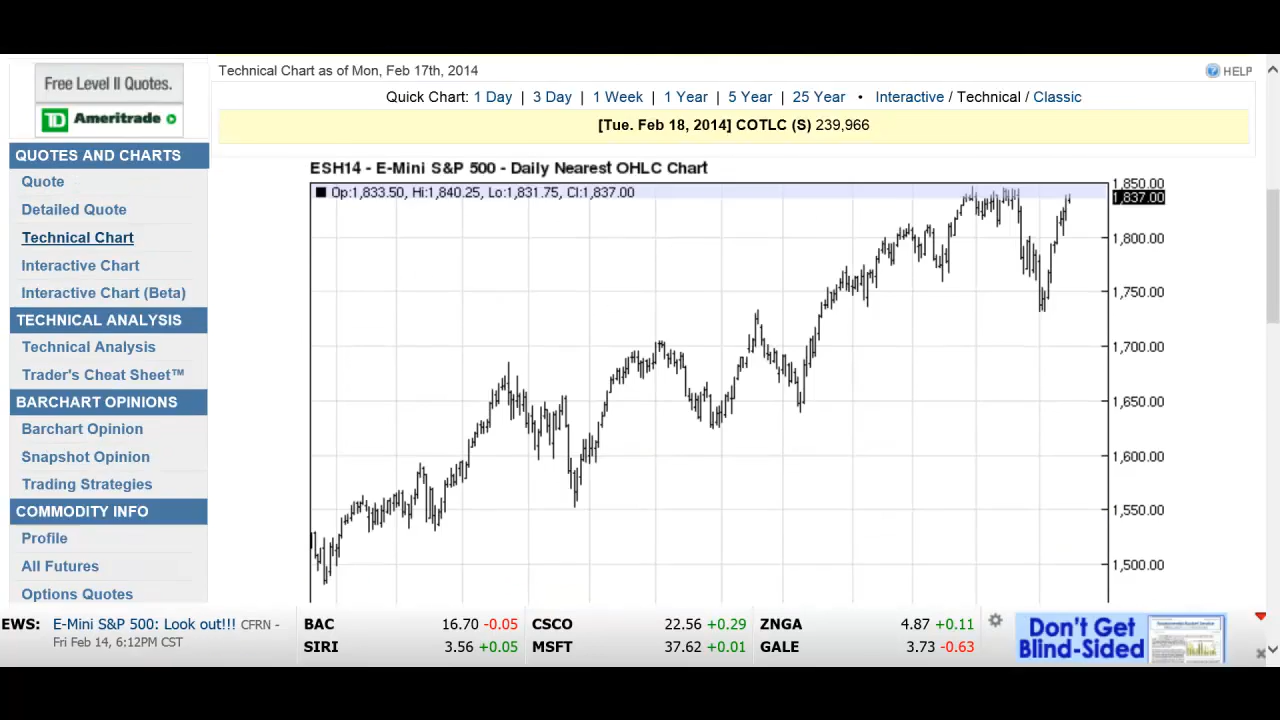 Free Level II Quotes.
TD Ameritrade
QUOTES AND CHARTS
Quote
Detailed Quote
Technical Chart
Interactive Chart
Interactive Chart (Beta)
TECHNICAL ANALYSIS
Technical Analysis
Trader's Cheat Sheet™
BARCHART OPINIONS
Barchart Opinion
Snapshot Opinion
Trading Strategies
COMMODITY INFO
Profile
All Futures
Options Quotes
Technical Chart as of Mon, Feb 17th, 2014
? HELP
Quick Chart: 1 Day | 3 Day | 1 Week | 1 Year | 5 Year | 25 Year • Interactive / Technical / Classic
[Tue. Feb 18, 2014] COTLC (S) 239,966
ESH14 - E-Mini S&P 500 - Daily Nearest OHLC Chart
Op:1,833.50, Hi:1,840.25, Lo:1,831.75, Cl:1,837.00
1,850.00
1,837.00
1,800.00
1,750.00
1,700.00
1,650.00
1,600.00
1,550.00
1,500.00
EWS: E-Mini S&P 500: Look out!!! CFRN -
Fri Feb 14, 6:12PM CST
BAC 16.70 -0.05 CSCO 22.56 +0.29 ZNGA 4.87 +0.11
SIRI 3.56 +0.05 MSFT 37.62 +0.01 GALE 3.73 -0.63
Don't Get
Blind-Sided